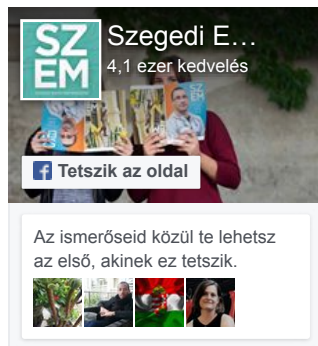 SZ
EM
Szegedi E...
4,1 ezer kedvelés
Tetszik az oldal
Az ismerőseid közül te lehetsz
az első, akinek ez tetszik.